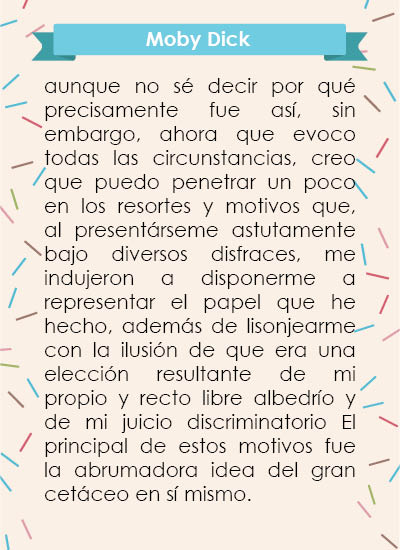 Moby Dick
aunque no sé decir por qué
precisamente fue así, sin
embargo, ahora que evoco
todas las circunstancias, creo
que puedo penetrar un poco
en los resortes y motivos que,
al presentárseme astutamente
bajo diversos disfraces, me
indujeron a disponerme a
representar el papel que he
hecho, además de lisonjearme
con la ilusión de que era una
elección resultante de mi
propio y recto libre albedrío y
de mi juicio discriminatorio El
principal de estos motivos fue
la abrumadora idea del gran
cetáceo en sí mismo.